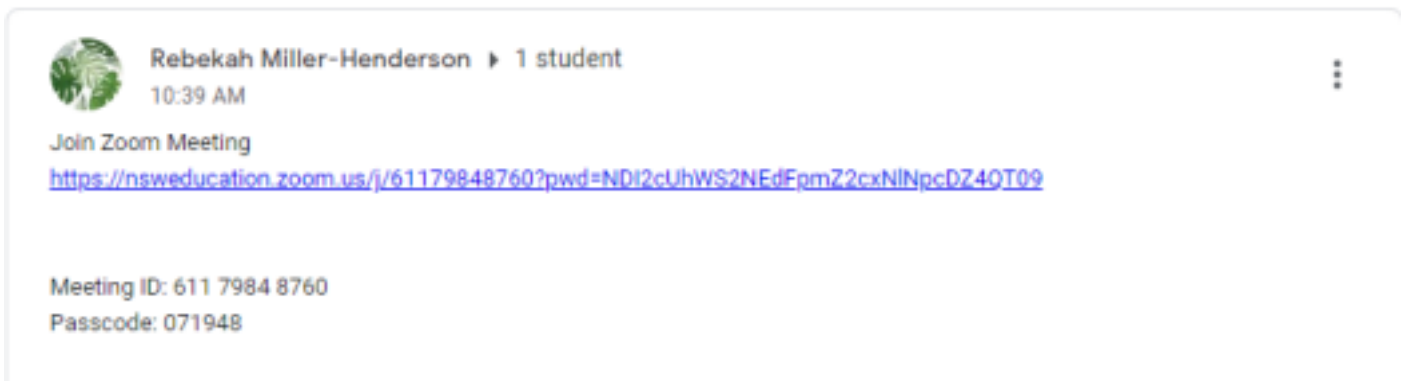 Rebekah Miller-Henderson ▸ 1 student
10:39 AM
Join Zoom Meeting
https://nsweducation.zoom.us/j/61179848760?pwd=NDI2cUhWS2NEdFpmZ2cxNlNpcDZ4QT09
Meeting ID: 611 7984 8760
Passcode: 071948